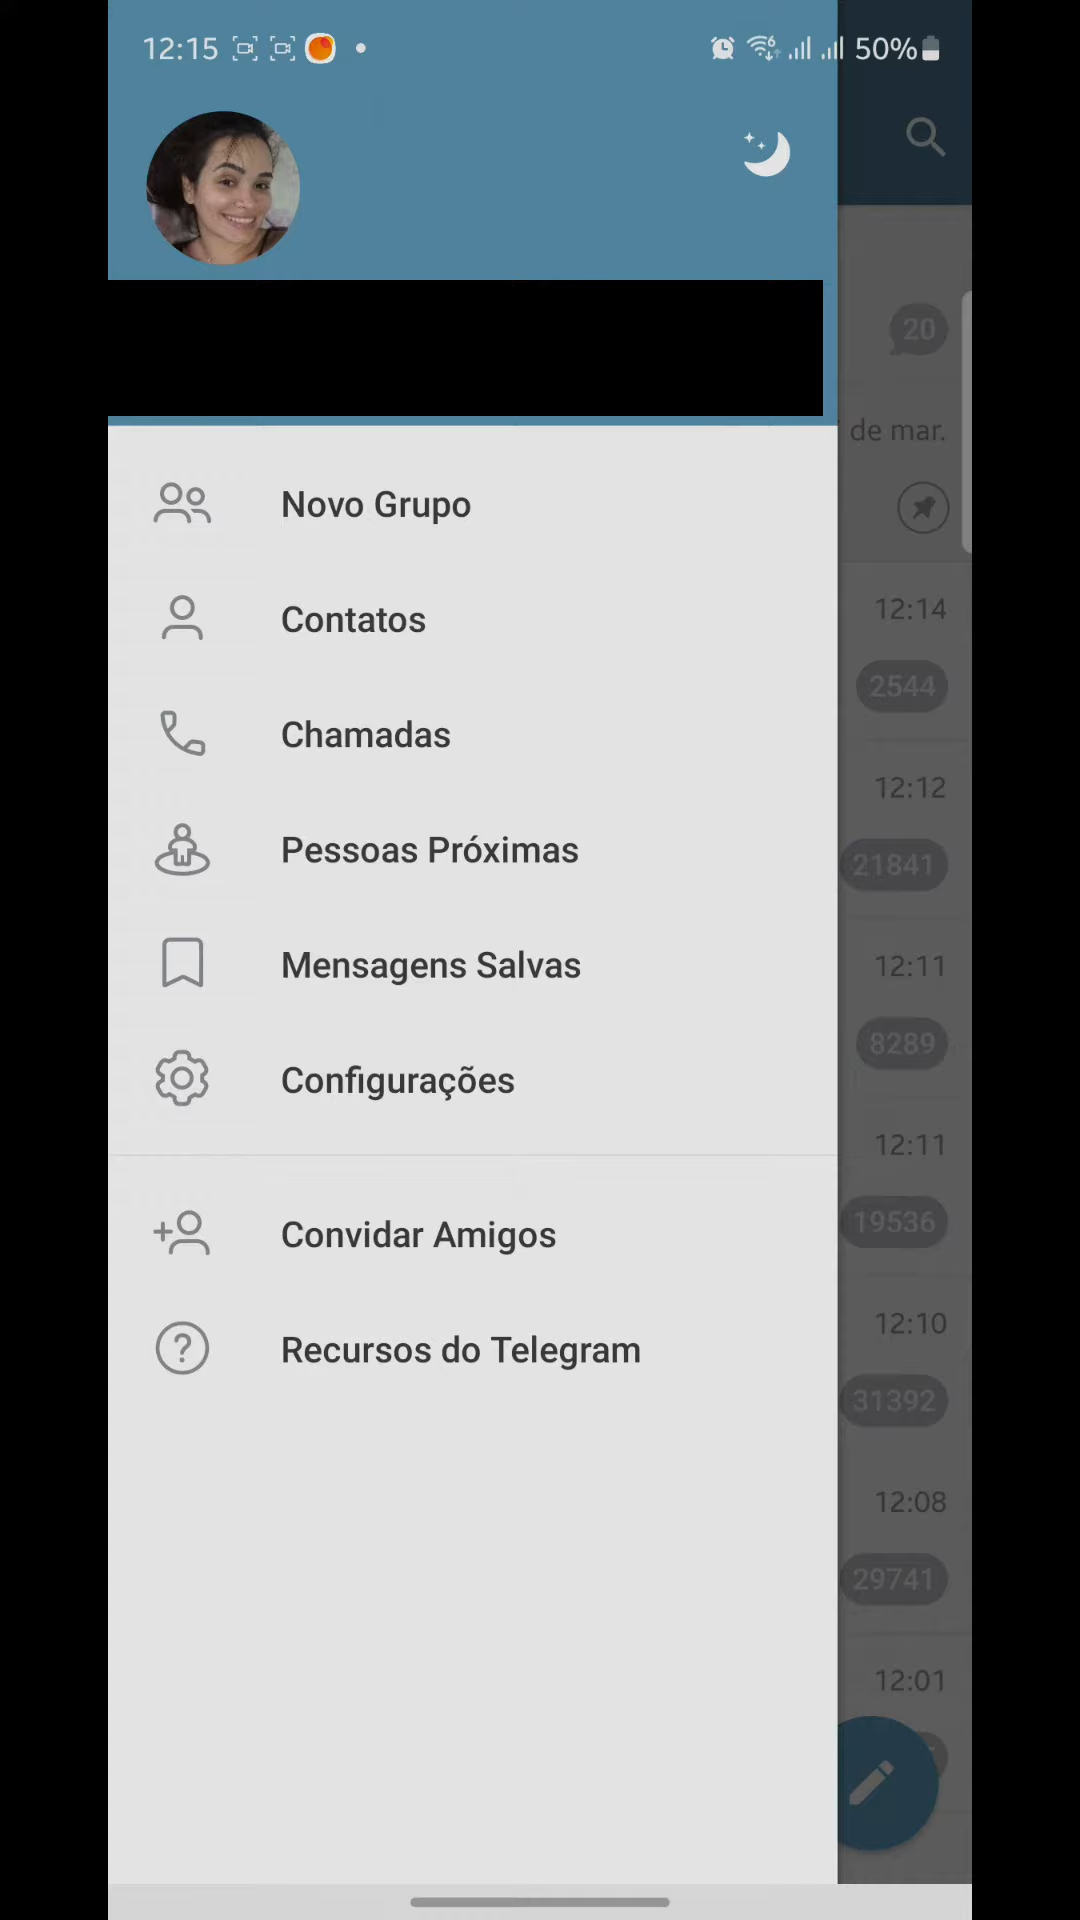 12:15
50%
20
de mar.
Novo Grupo
Contatos
12:14
2544
Chamadas
12:12
Pessoas Próximas
21841
Mensagens Salvas
12:11
8289
Configurações
12:11
19536
Convidar Amigos
12:10
Recursos do Telegram
31392
12:08
29741
12:01